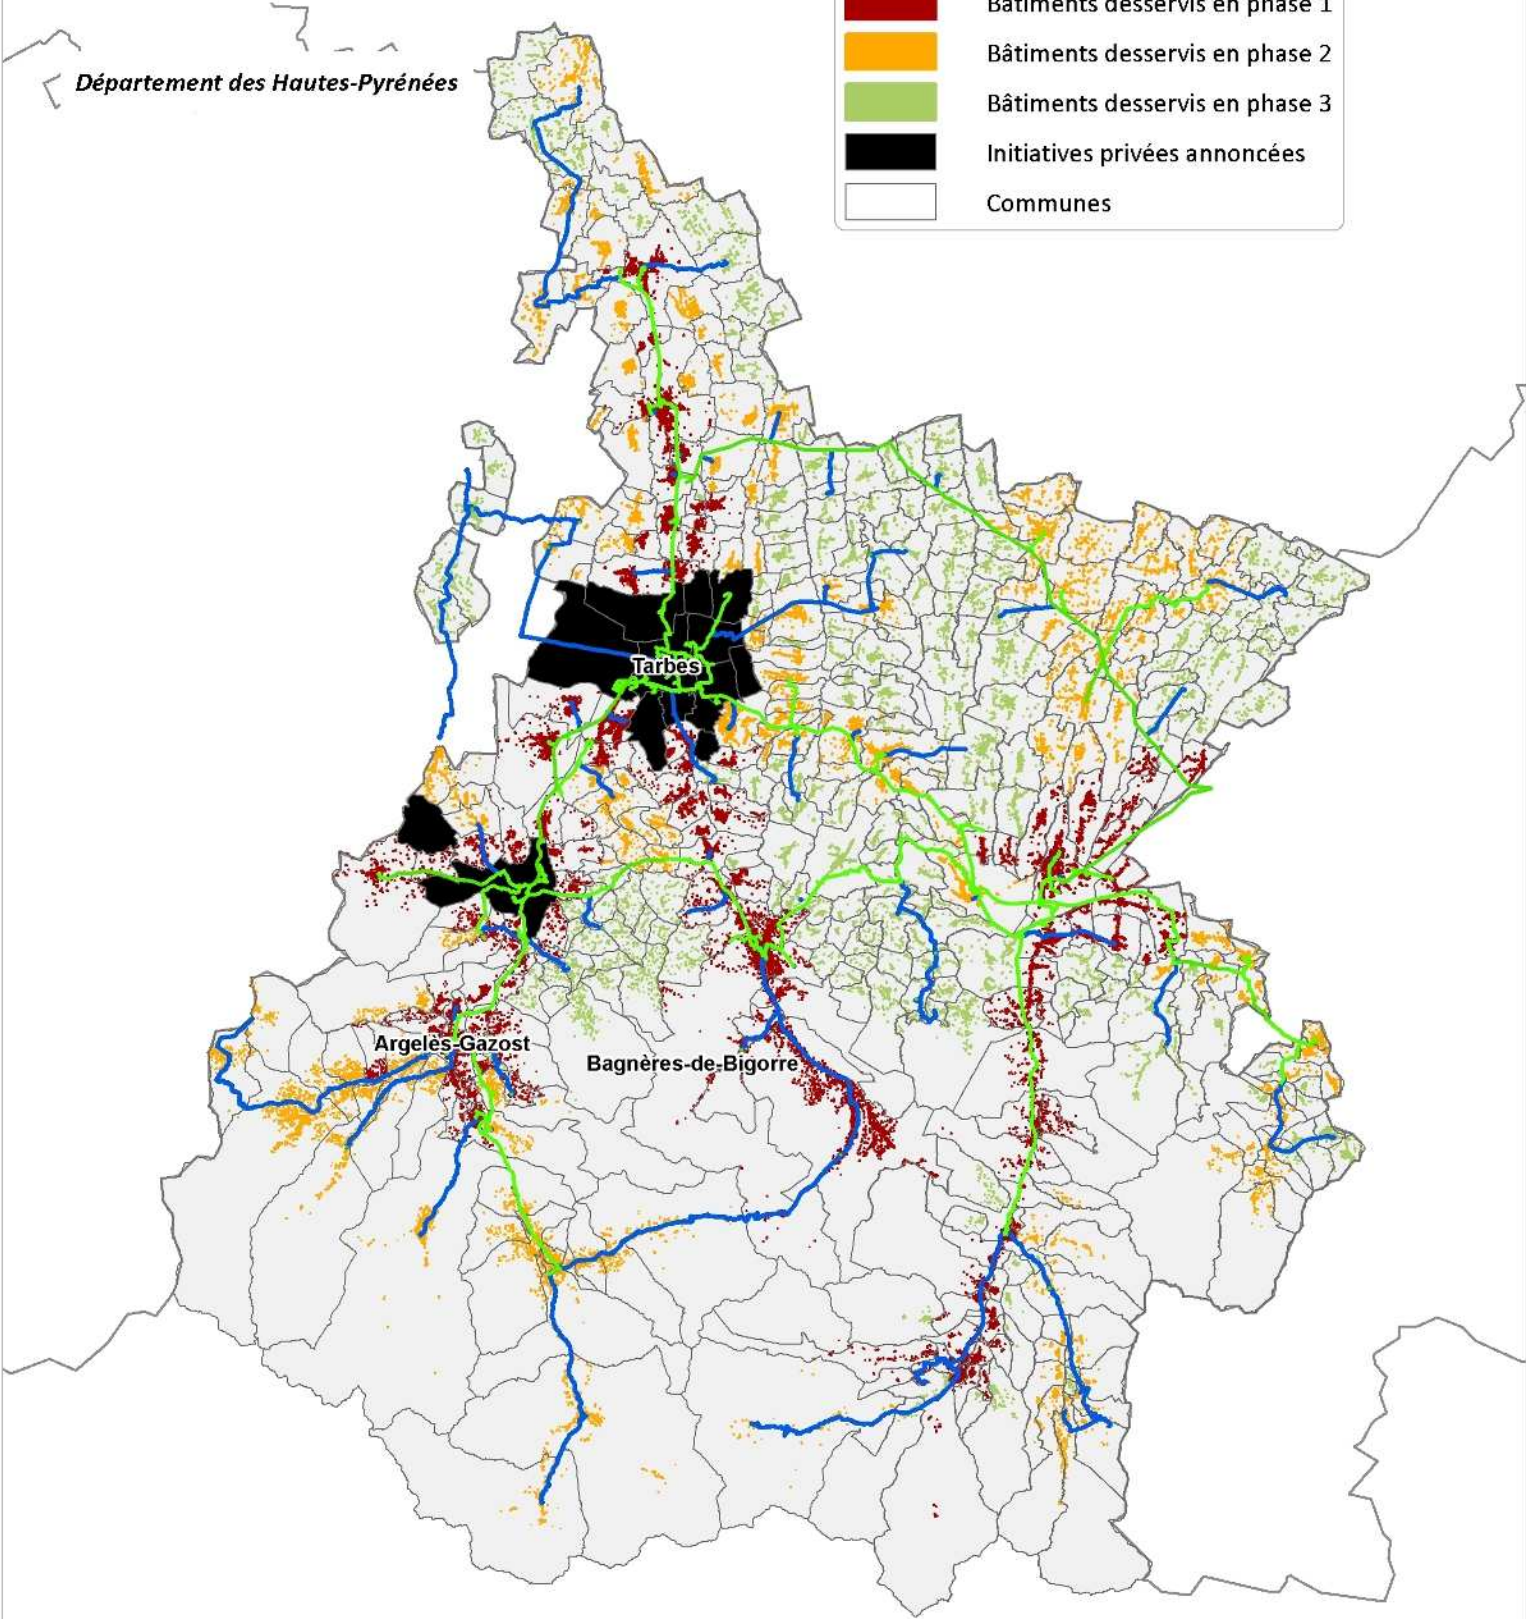 Bâtiments desservis en phase 1
Bâtiments desservis en phase 2
Département des Hautes-Pyrénées
Bâtiments desservis en phase 3
Initiatives privées annoncées
Communes
Tarbes
Argelès-Gazost
Bagnères-de-Bigorre